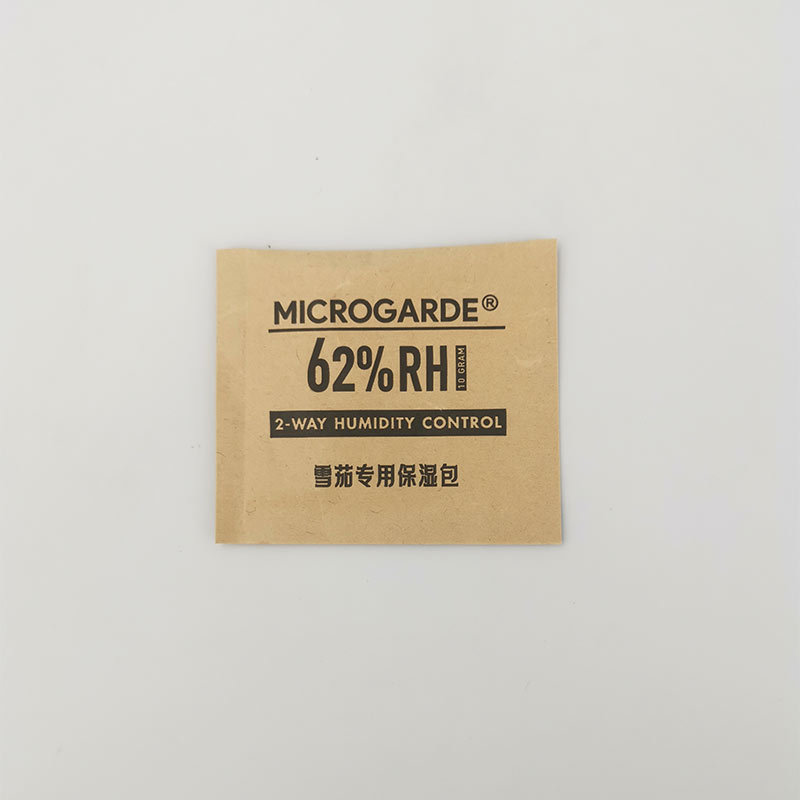 MICROGARDE®
62%RH 10 GRAM
2-WAY HUMIDITY CONTROL
雪茄专用保湿包